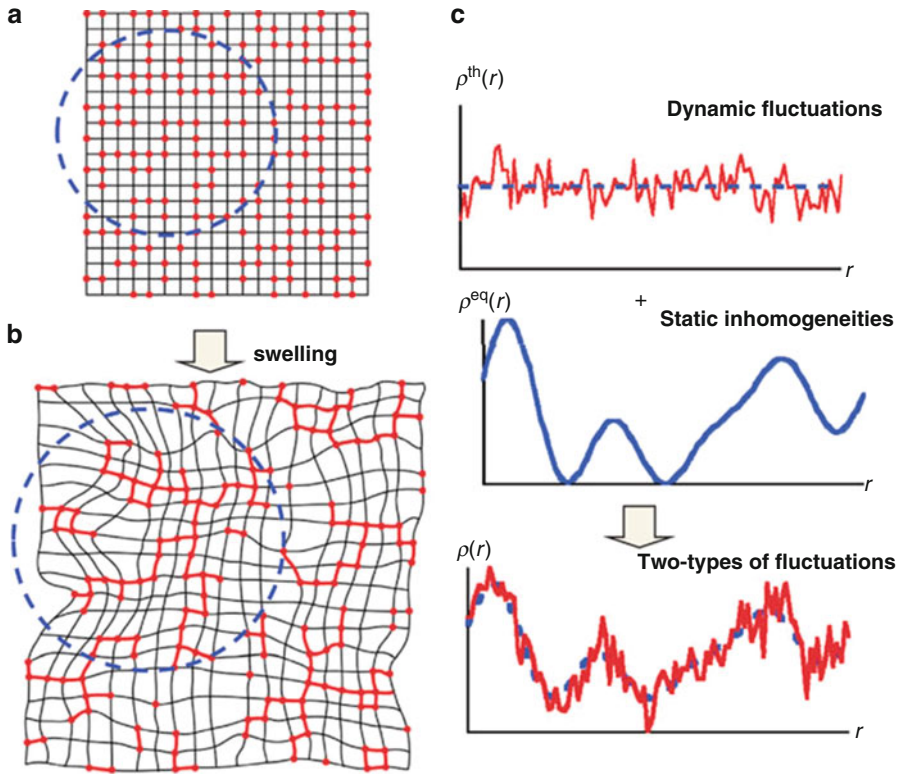 a
b
swelling
c
ρth(r)
Dynamic fluctuations
r
ρeq(r)
+
Static inhomogeneities
r
Two-types of fluctuations
ρ(r)
r